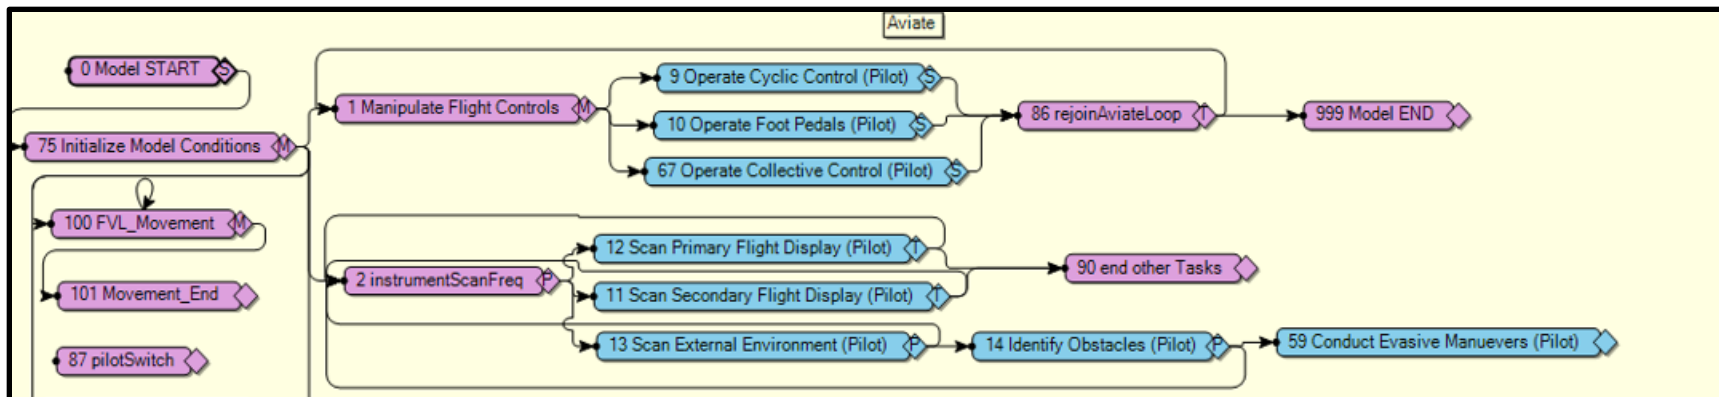 Aviate
0 Model START S
1 Manipulate Flight Controls M
9 Operate Cyclic Control (Pilot) S
10 Operate Foot Pedals (Pilot) S
67 Operate Collective Control (Pilot) S
86 rejoinAviateLoop T
999 Model END
75 Initialize Model Conditions M
100 FVL_Movement M
101 Movement_End
87 pilotSwitch
2 instrumentScanFreq P
12 Scan Primary Flight Display (Pilot) T
11 Scan Secondary Flight Display (Pilot) T
13 Scan External Environment (Pilot) P
90 end other Tasks
14 Identify Obstacles (Pilot) P
59 Conduct Evasive Manuevers (Pilot)